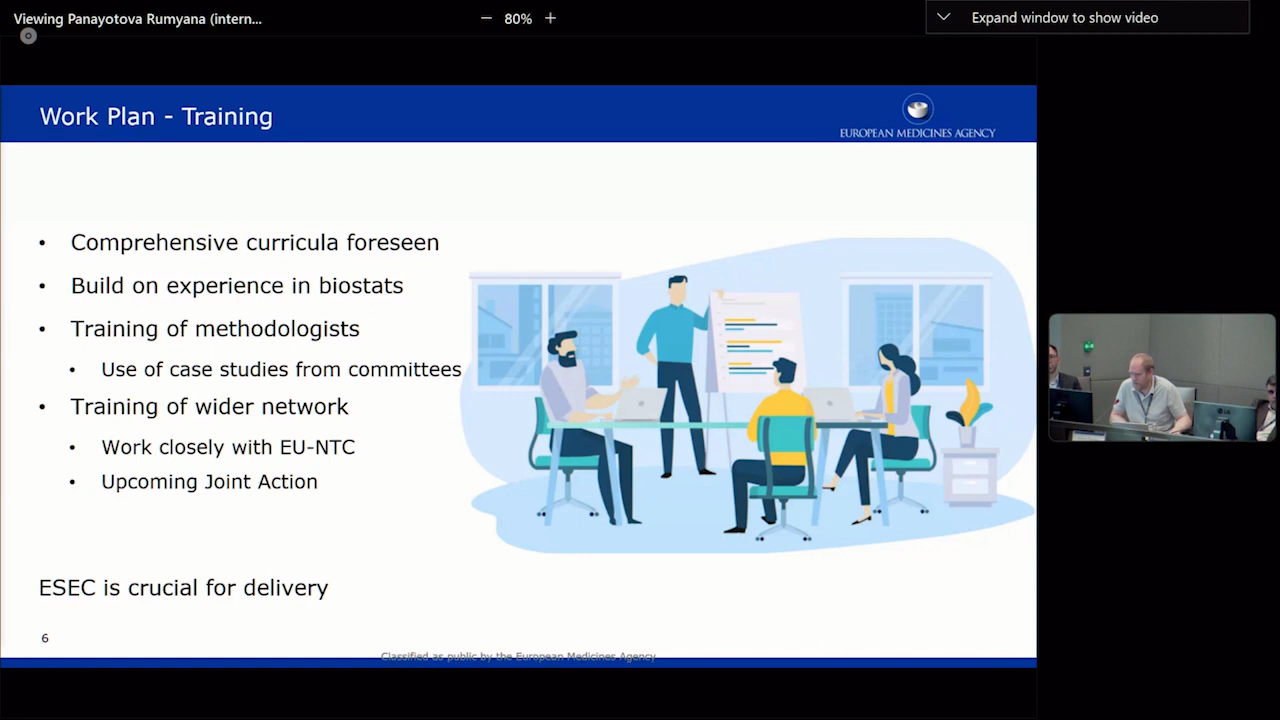 Viewing Panayotova Rumyana (intern...
80%
Expand window to show video
Work Plan - Training
EUROPEAN MEDICINES AGENCY
• Comprehensive curricula foreseen
• Build on experience in biostats
• Training of methodologists
• Use of case studies from committees
• Training of wider network
• Work closely with EU-NTC
• Upcoming Joint Action
ESEC is crucial for delivery
6
Classified as public by the European Medicines Agency